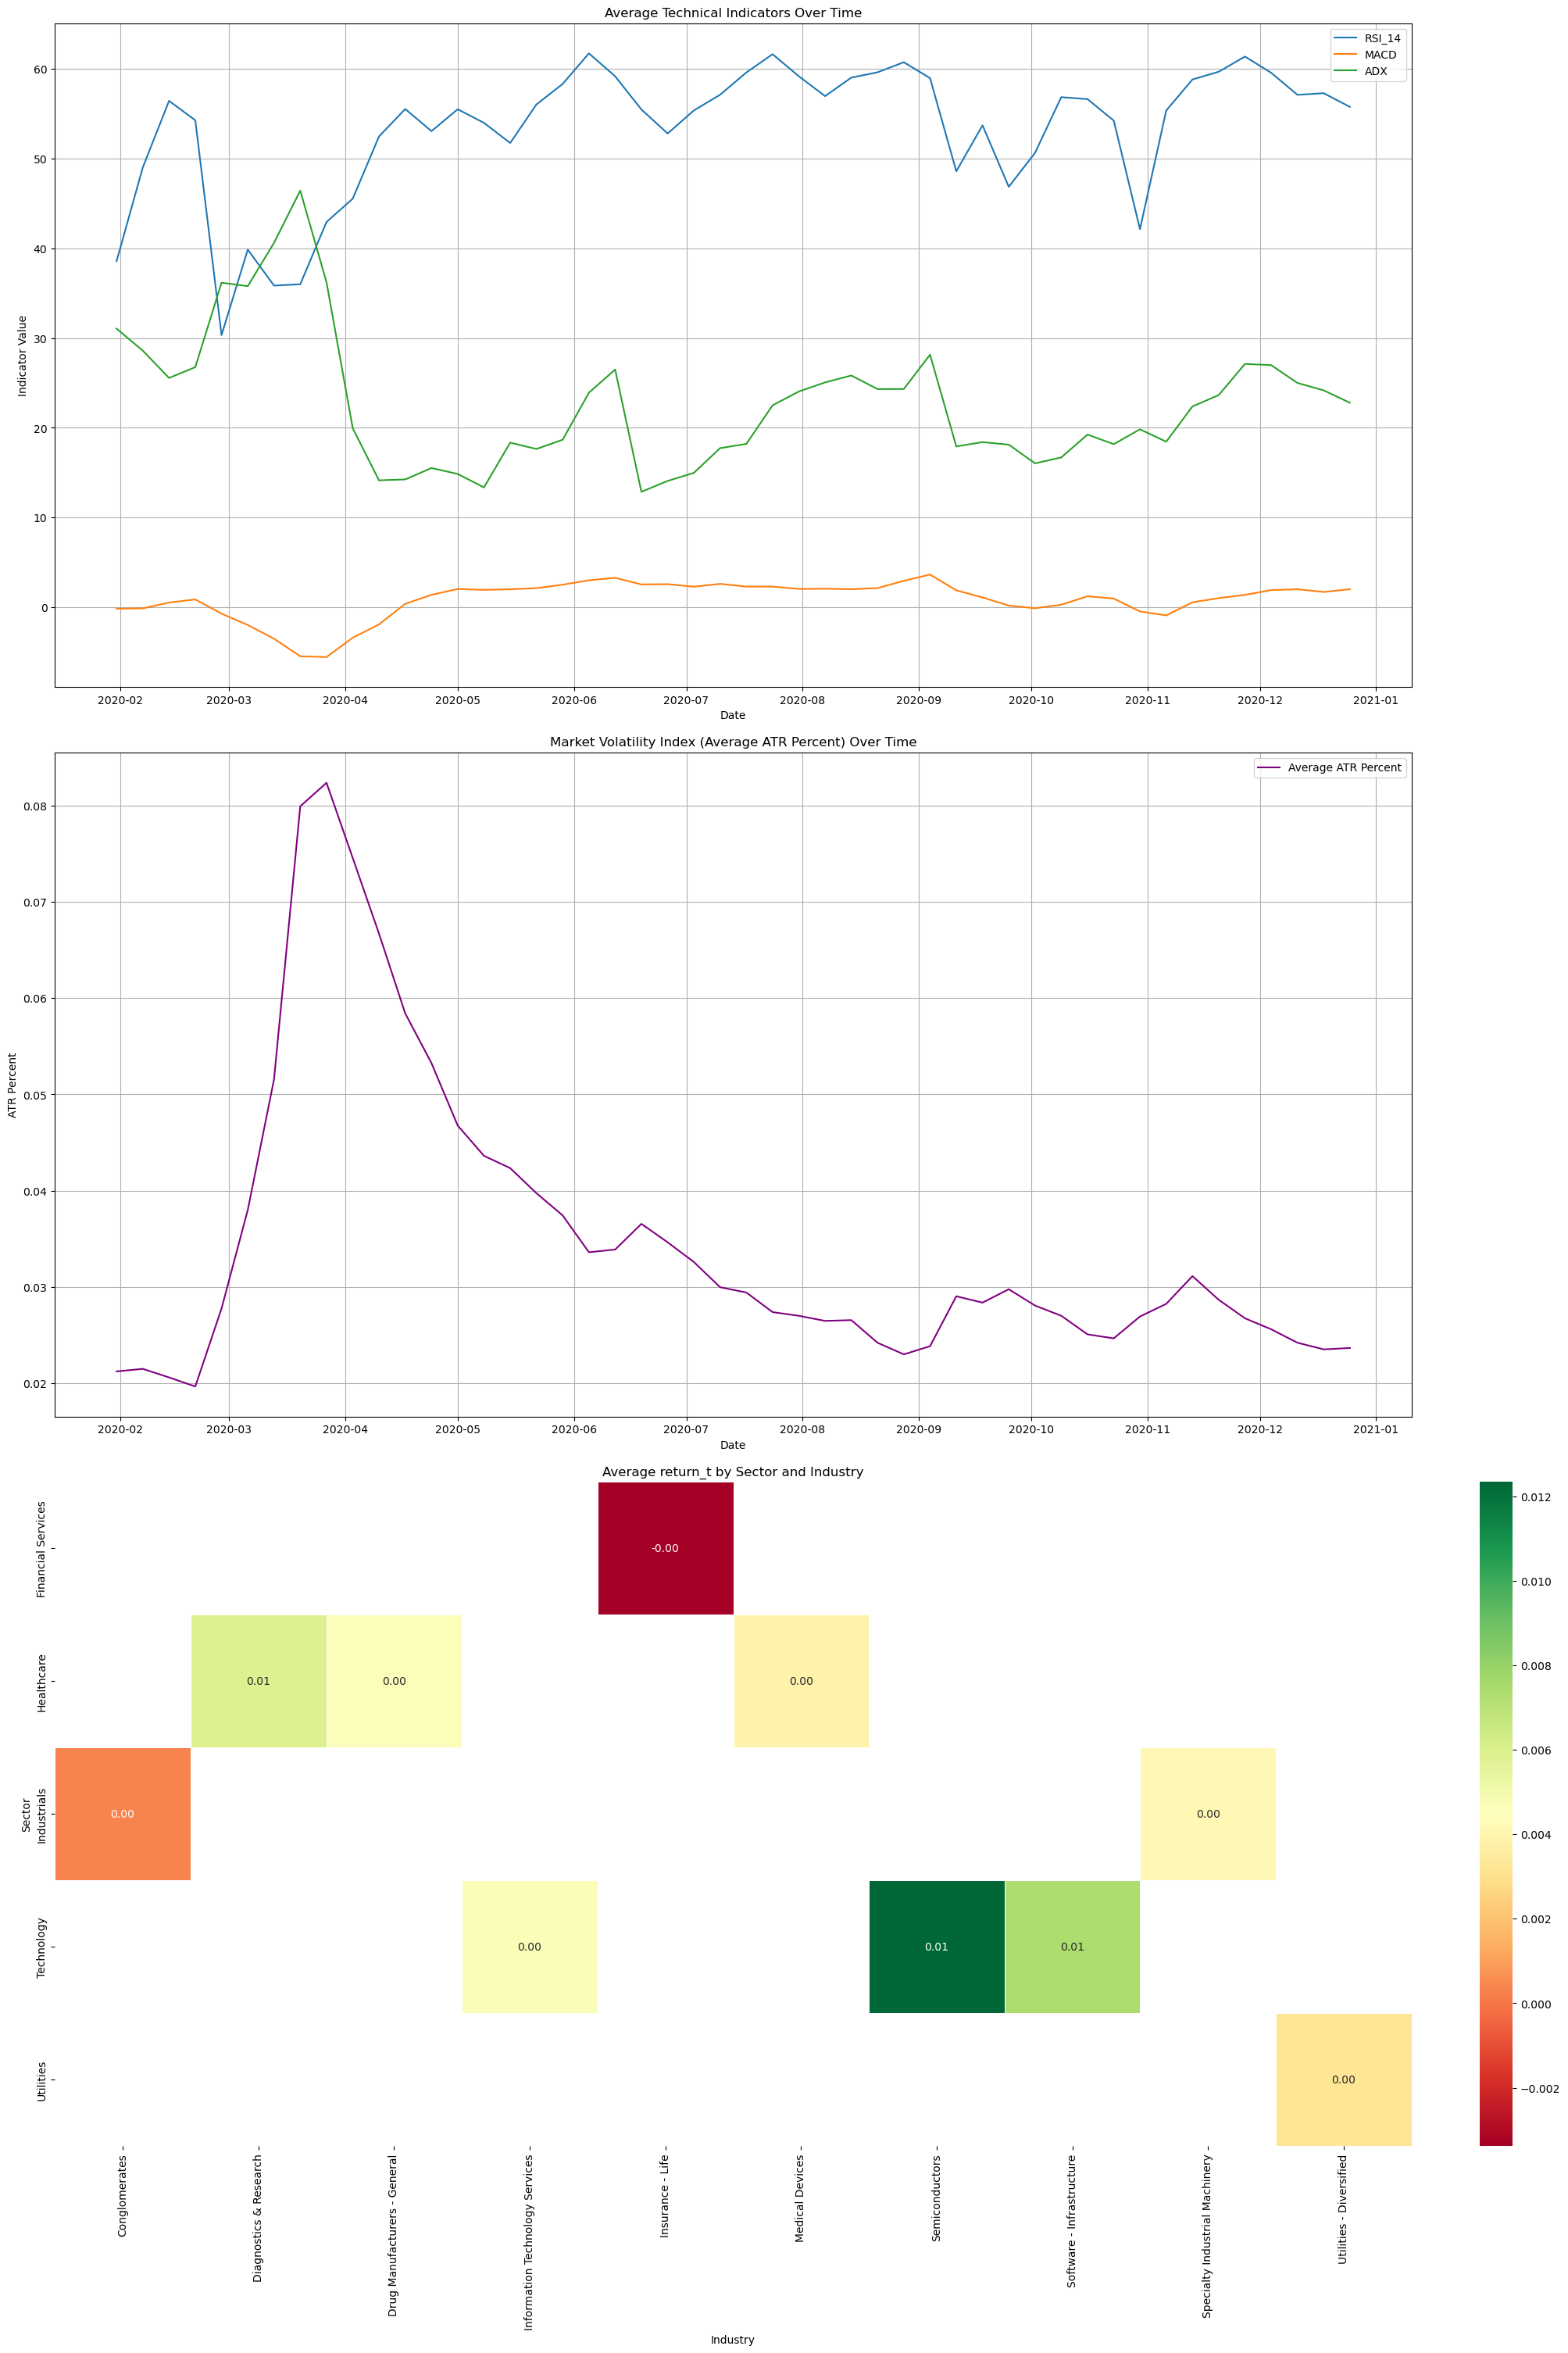 Average Technical Indicators Over Time
RSI_14
MACD
ADX
Indicator Value
60
50
40
30
20
10
0
2020-02 2020-03 2020-04 2020-05 2020-06 2020-07 2020-08 2020-09 2020-10 2020-11 2020-12 2021-01
Date
Market Volatility Index (Average ATR Percent) Over Time
Average ATR Percent
ATR Percent
0.08
0.07
0.06
0.05
0.04
0.03
0.02
2020-02 2020-03 2020-04 2020-05 2020-06 2020-07 2020-08 2020-09 2020-10 2020-11 2020-12 2021-01
Date
Average return_t by Sector and Industry
Sector
Financial Services
-0.00
Healthcare
0.01 0.00 0.00
Industrials
0.00 0.00
Technology
0.00 0.01 0.01
Utilities
0.00
0.012
0.010
0.008
0.006
0.004
0.002
0.000
−0.002
Conglomerates
Diagnostics & Research
Drug Manufacturers - General
Information Technology Services
Insurance - Life
Medical Devices
Semiconductors
Software - Infrastructure
Specialty Industrial Machinery
Utilities - Diversified
Industry